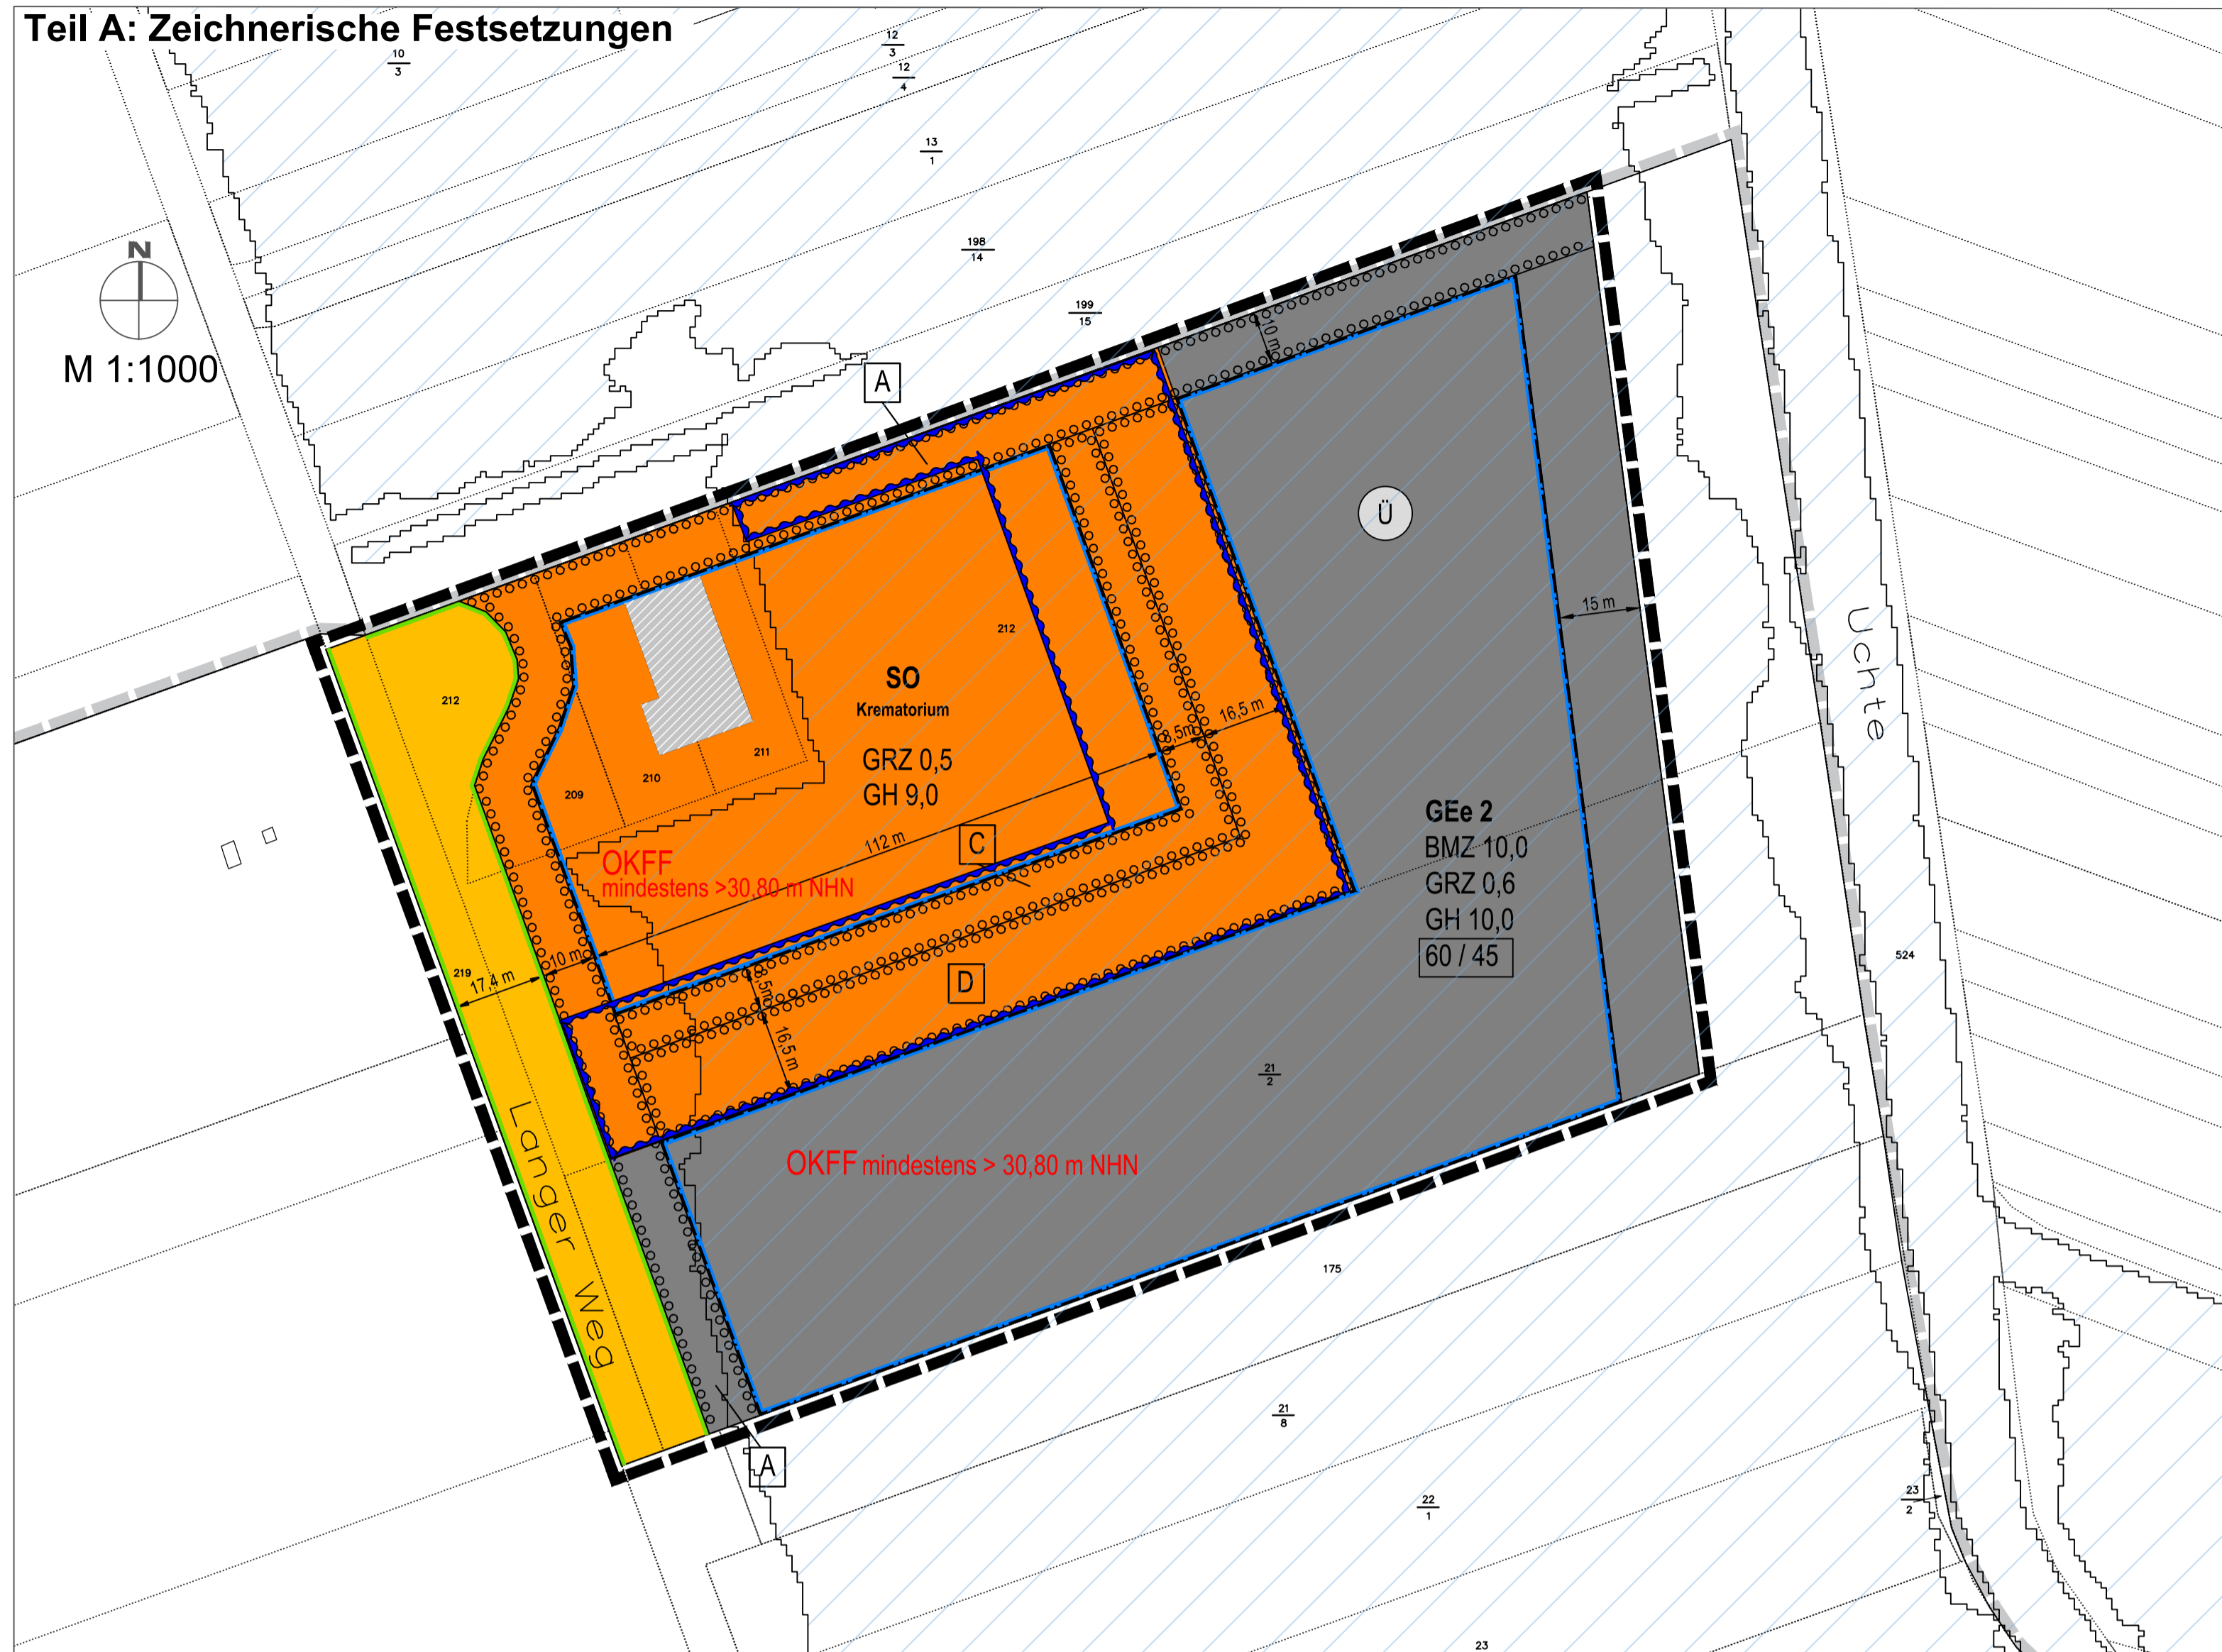 Teil A: Zeichnerische Festsetzungen
10
3
12
3
12
4
13
1
N
M 1:1000
198
14
199
15
A
10 m
Ü
15 m
Uchte
212
212
SO
Krematorium
GRZ 0,5
GH 9,0
211
210
209
16,5 m
8,5m
112 m
C
OKFF
mindestens >30,80 m NHN
GEe 2
BMZ 10,0
GRZ 0,6
GH 10,0
60 / 45
524
219
17,4 m
10 m
8,5m
D
16,5 m
21
2
Langer Weg
OKFF mindestens > 30,80 m NHN
175
21
8
A
22
1
23
2
23